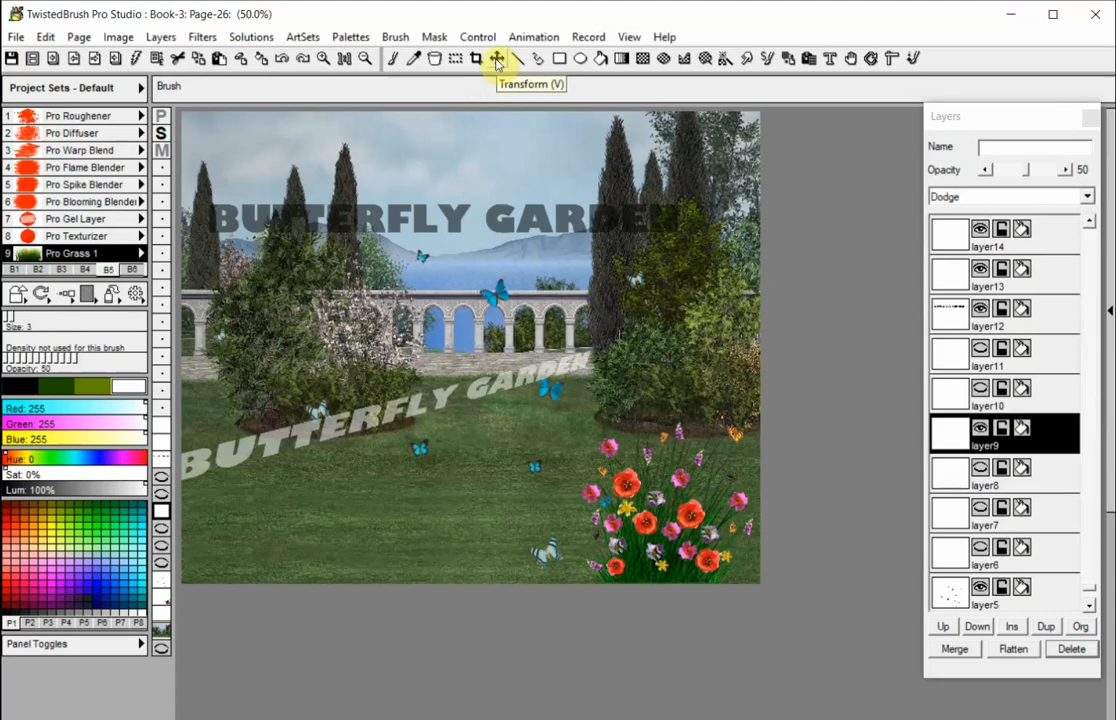 TwistedBrush Pro Studio : Book-3: Page-26: (50.0%)
File Edit Page Image Layers Filters Solutions ArtSets Palettes Brush Mask Control Animation Record View Help
Project Sets - Default
Brush
Transform (V)
1 Pro Roughener
2 Pro Diffuser
3 Pro Warp Blend
4 Pro Flame Blender
5 Pro Spike Blender
6 Pro Blooming Blender
7 Pro Gel Layer
8 Pro Texturizer
9 Pro Grass 1
B1 B2 B3 B4 B5 B6
Size: 3
Density not used for this brush
Opacity: 50
Red: 255
Green: 255
Blue: 255
Hue: 0
Sat: 0%
Lum: 100%
P1 P2 P3 P4 P5 P6 P7 P8
Panel Toggles
P
S
M
BUTTERFLY GARDEN
BUTTERFLY GARDEN
Layers
Name
Opacity 50
Dodge
layer14
layer13
layer12
layer11
layer10
layer9
layer8
layer7
layer6
layer5
Up Down Ins Dup Org
Merge Flatten Delete